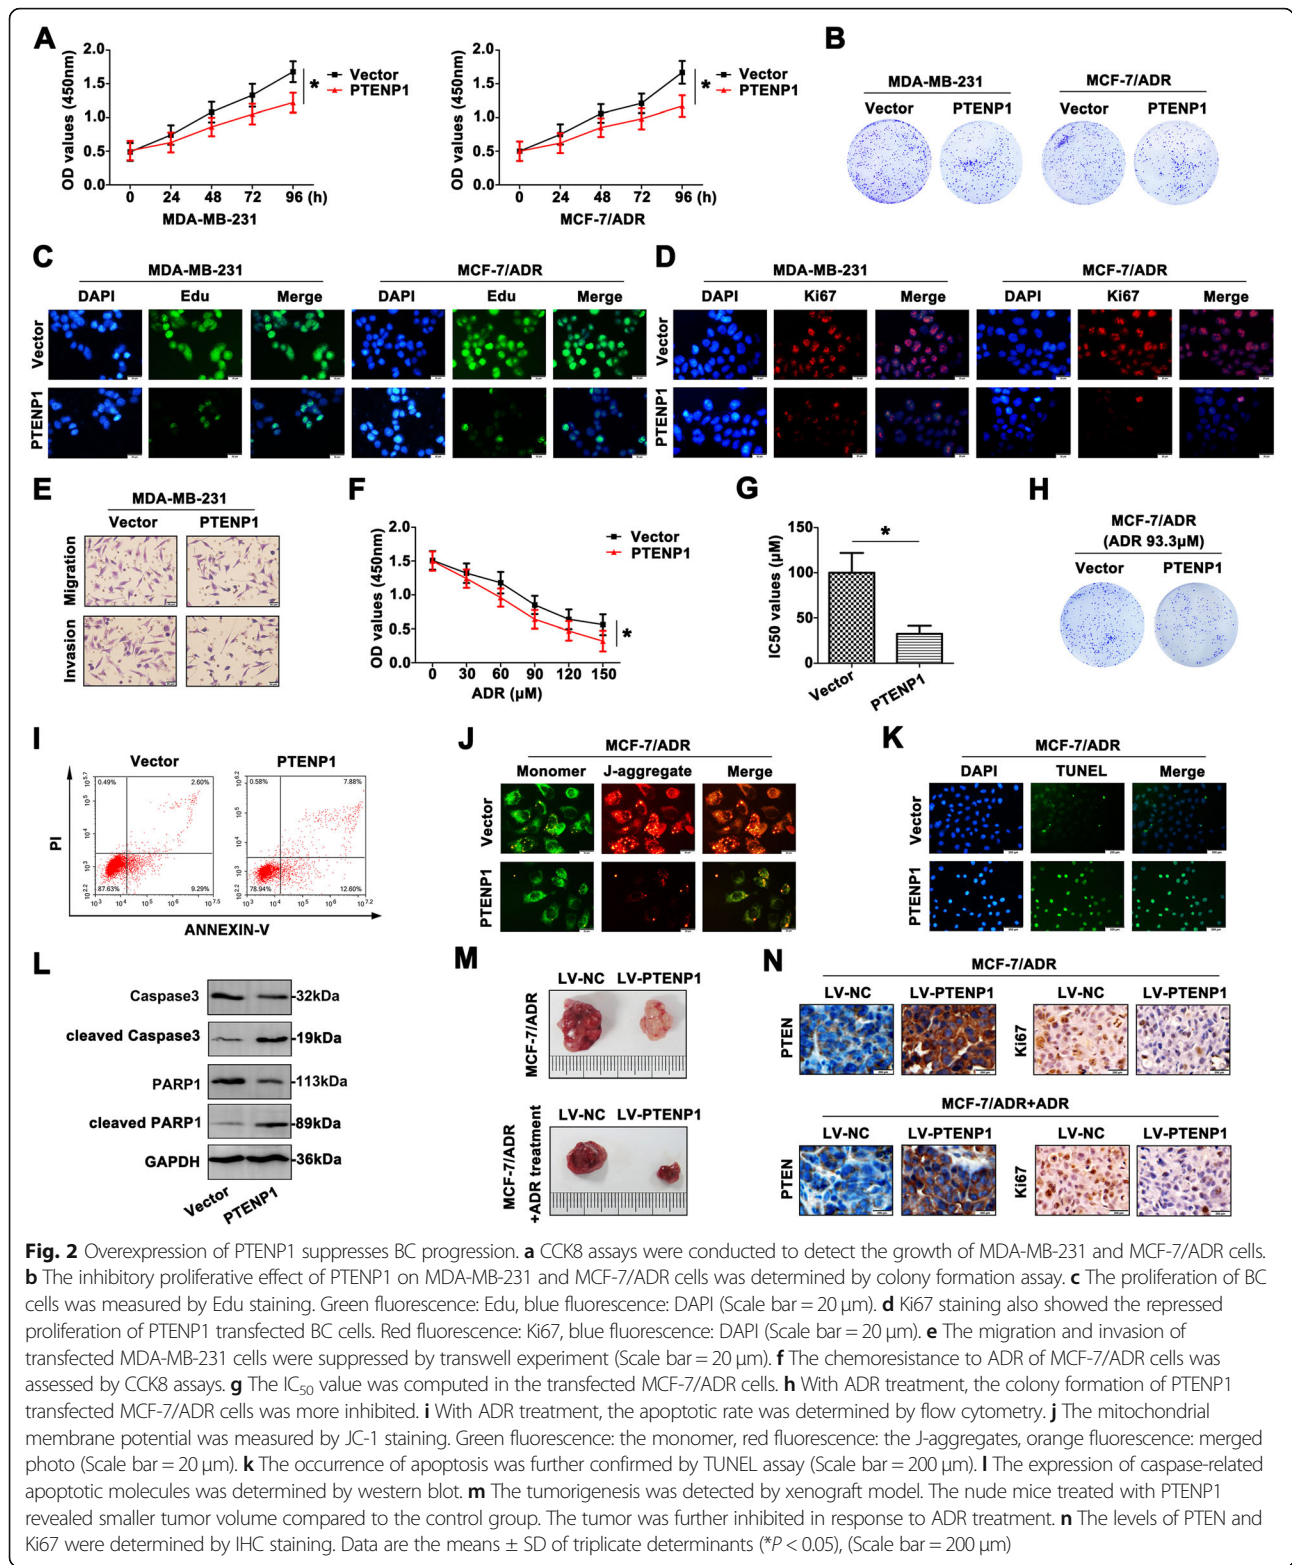 A
2.0
1.5
1.0
0.5
0.0
OD values (450nm)
0 24 48 72 96 (h)
MDA-MB-231
Vector
PTENP1
*
2.0
1.5
1.0
0.5
0.0
OD values (450nm)
0 24 48 72 96 (h)
MCF-7/ADR
Vector
PTENP1
*
B
MDA-MB-231 MCF-7/ADR
Vector PTENP1 Vector PTENP1
C
MDA-MB-231 MCF-7/ADR
DAPI Edu Merge DAPI Edu Merge
Vector
PTENP1
D
MDA-MB-231 MCF-7/ADR
DAPI Ki67 Merge DAPI Ki67 Merge
Vector
PTENP1
E
MDA-MB-231
Vector PTENP1
Migration
Invasion
F
2.0
1.5
1.0
0.5
0.0
OD values (450nm)
0 30 60 90 120 150
ADR (μM)
Vector
PTENP1
*
G
150
100
50
0
IC50 values (μM)
*
Vector PTENP1
H
MCF-7/ADR
(ADR 93.3μM)
Vector PTENP1
I
Vector PTENP1
0.49% 2.60%
87.63% 9.29%
0.58% 7.88%
78.94% 12.60%
PI
ANNEXIN-V
J
MCF-7/ADR
Monomer J-aggregate Merge
Vector
PTENP1
K
MCF-7/ADR
DAPI TUNEL Merge
Vector
PTENP1
L
Caspase3 -32kDa
cleaved Caspase3 -19kDa
PARP1 -113kDa
cleaved PARP1 -89kDa
GAPDH -36kDa
Vector PTENP1
M
LV-NC LV-PTENP1
MCF-7/ADR
LV-NC LV-PTENP1
MCF-7/ADR
+ADR treatment
N
MCF-7/ADR
LV-NC LV-PTENP1 LV-NC LV-PTENP1
PTEN Ki67
MCF-7/ADR+ADR
LV-NC LV-PTENP1 LV-NC LV-PTENP1
PTEN Ki67
Fig. 2 Overexpression of PTENP1 suppresses BC progression. a CCK8 assays were conducted to detect the growth of MDA-MB-231 and MCF-7/ADR cells.
b The inhibitory proliferative effect of PTENP1 on MDA-MB-231 and MCF-7/ADR cells was determined by colony formation assay. c The proliferation of BC
cells was measured by Edu staining. Green fluorescence: Edu, blue fluorescence: DAPI (Scale bar = 20 μm). d Ki67 staining also showed the repressed
proliferation of PTENP1 transfected BC cells. Red fluorescence: Ki67, blue fluorescence: DAPI (Scale bar = 20 μm). e The migration and invasion of
transfected MDA-MB-231 cells were suppressed by transwell experiment (Scale bar = 20 μm). f The chemoresistance to ADR of MCF-7/ADR cells was
assessed by CCK8 assays. g The IC50 value was computed in the transfected MCF-7/ADR cells. h With ADR treatment, the colony formation of PTENP1
transfected MCF-7/ADR cells was more inhibited. i With ADR treatment, the apoptotic rate was determined by flow cytometry. j The mitochondrial
membrane potential was measured by JC-1 staining. Green fluorescence: the monomer, red fluorescence: the J-aggregates, orange fluorescence: merged
photo (Scale bar = 20 μm). k The occurrence of apoptosis was further confirmed by TUNEL assay (Scale bar = 200 μm). l The expression of caspase-related
apoptotic molecules was determined by western blot. m The tumorigenesis was detected by xenograft model. The nude mice treated with PTENP1
revealed smaller tumor volume compared to the control group. The tumor was further inhibited in response to ADR treatment. n The levels of PTEN and
Ki67 were determined by IHC staining. Data are the means ± SD of triplicate determinants (*P < 0.05), (Scale bar = 200 μm)